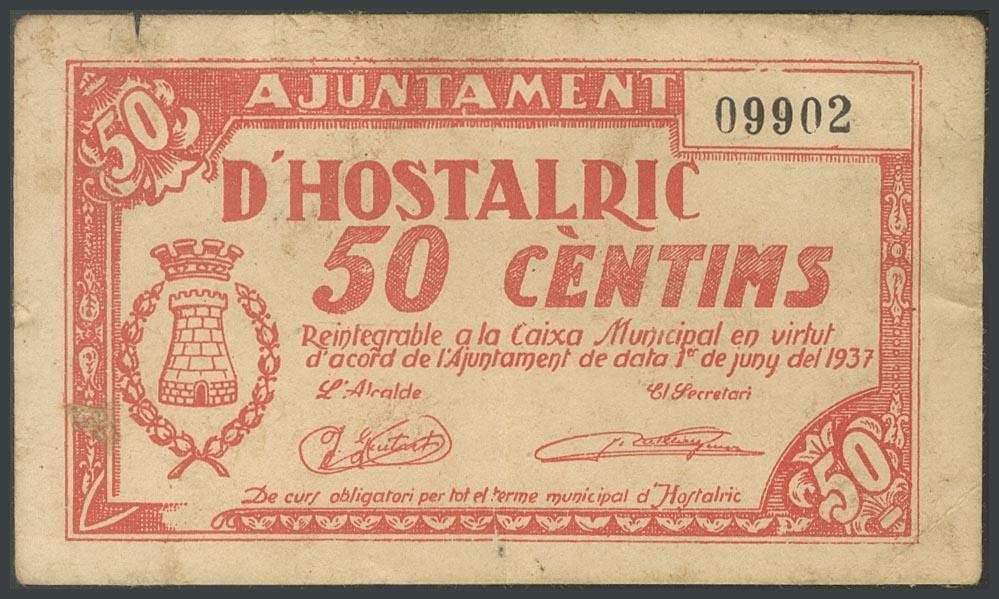 50
AJUNTAMENT
09902
D'HOSTALRIC
50 CÈNTIMS
Reintegrable a la Caixa Municipal en virtut
d'acord de l'Ajuntament de data 1er de juny del 1937
L'Alcalde El Secretari
De curs obligatori per tot el terme municipal d'Hostalric
50